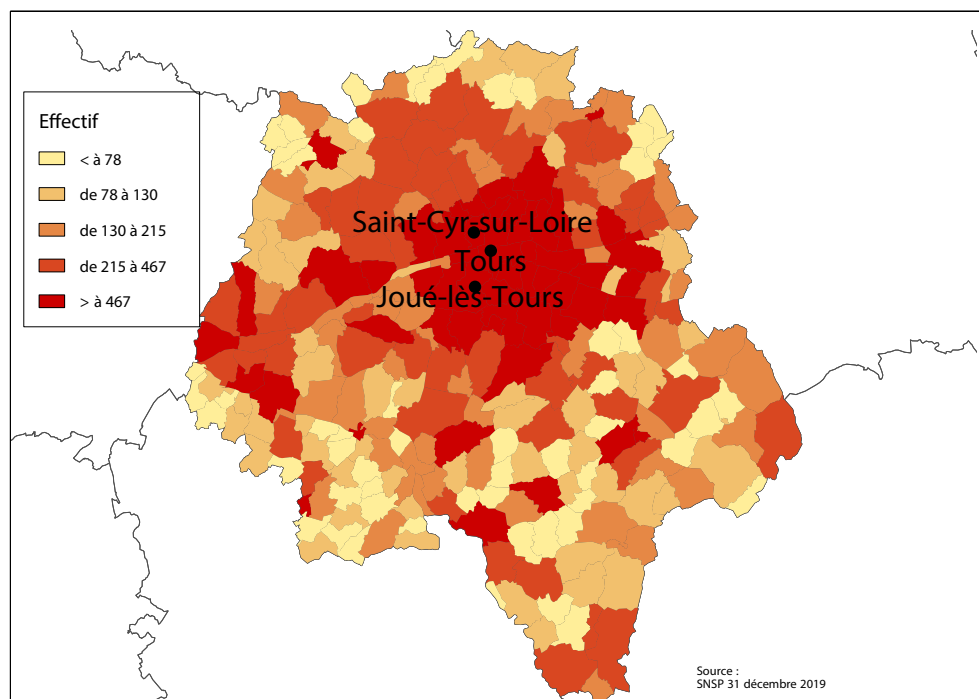 Effectif
< à 78
de 78 à 130
de 130 à 215
de 215 à 467
> à 467
Saint-Cyr-sur-Loire
Tours
Joué-lès-Tours
Source :
SNSP 31 décembre 2019